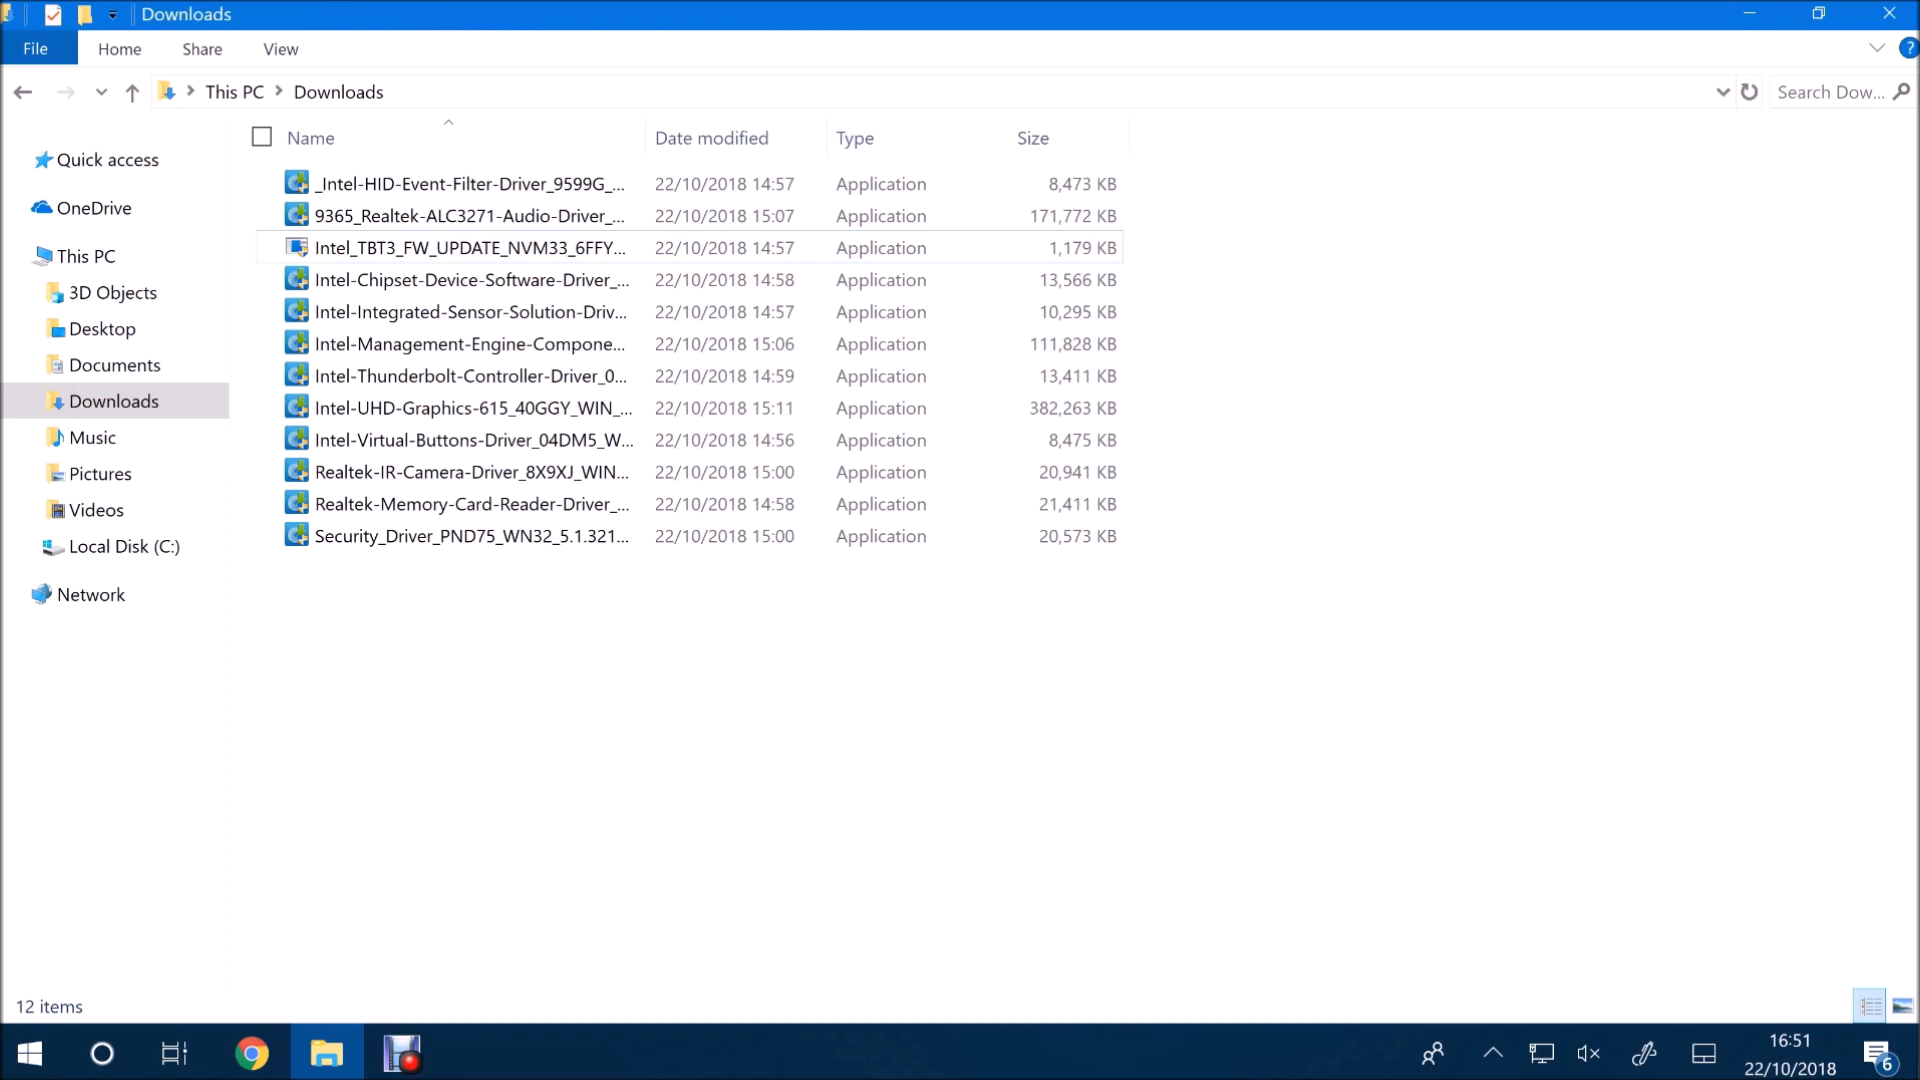 Downloads
File Home Share View
?
This PC Downloads
Search Dow...
Name Date modified Type Size
Quick access
OneDrive
This PC
3D Objects
Desktop
Documents
Downloads
Music
Pictures
Videos
Local Disk (C:)
Network
_Intel-HID-Event-Filter-Driver_9599G_... 22/10/2018 14:57 Application 8,473 KB
9365_Realtek-ALC3271-Audio-Driver_... 22/10/2018 15:07 Application 171,772 KB
Intel_TBT3_FW_UPDATE_NVM33_6FFY... 22/10/2018 14:57 Application 1,179 KB
Intel-Chipset-Device-Software-Driver_... 22/10/2018 14:58 Application 13,566 KB
Intel-Integrated-Sensor-Solution-Driv... 22/10/2018 14:57 Application 10,295 KB
Intel-Management-Engine-Compone... 22/10/2018 15:06 Application 111,828 KB
Intel-Thunderbolt-Controller-Driver_0... 22/10/2018 14:59 Application 13,411 KB
Intel-UHD-Graphics-615_40GGY_WIN_... 22/10/2018 15:11 Application 382,263 KB
Intel-Virtual-Buttons-Driver_04DM5_W... 22/10/2018 14:56 Application 8,475 KB
Realtek-IR-Camera-Driver_8X9XJ_WIN... 22/10/2018 15:00 Application 20,941 KB
Realtek-Memory-Card-Reader-Driver_... 22/10/2018 14:58 Application 21,411 KB
Security_Driver_PND75_WN32_5.1.321... 22/10/2018 15:00 Application 20,573 KB
12 items
16:51
22/10/2018
6